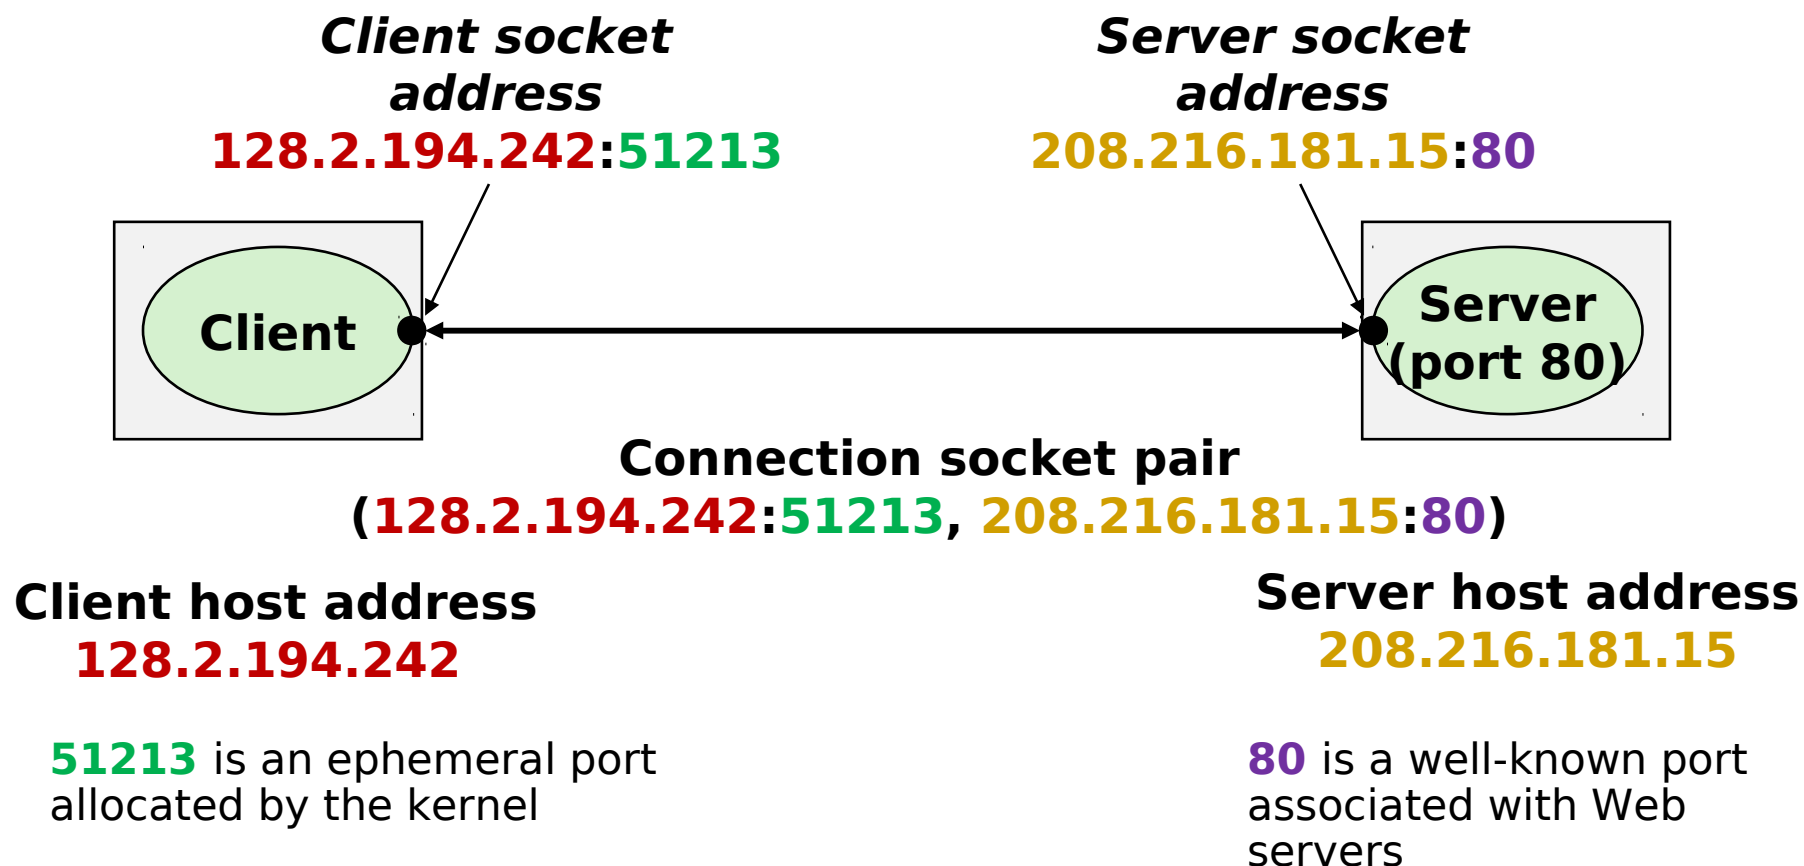 Client socket
address
128.2.194.242:51213
Server socket
address
208.216.181.15:80
Client
Server
(port 80)
Connection socket pair
(128.2.194.242:51213, 208.216.181.15:80)
Client host address
128.2.194.242
Server host address
208.216.181.15
51213 is an ephemeral port
allocated by the kernel
80 is a well-known port
associated with Web
servers